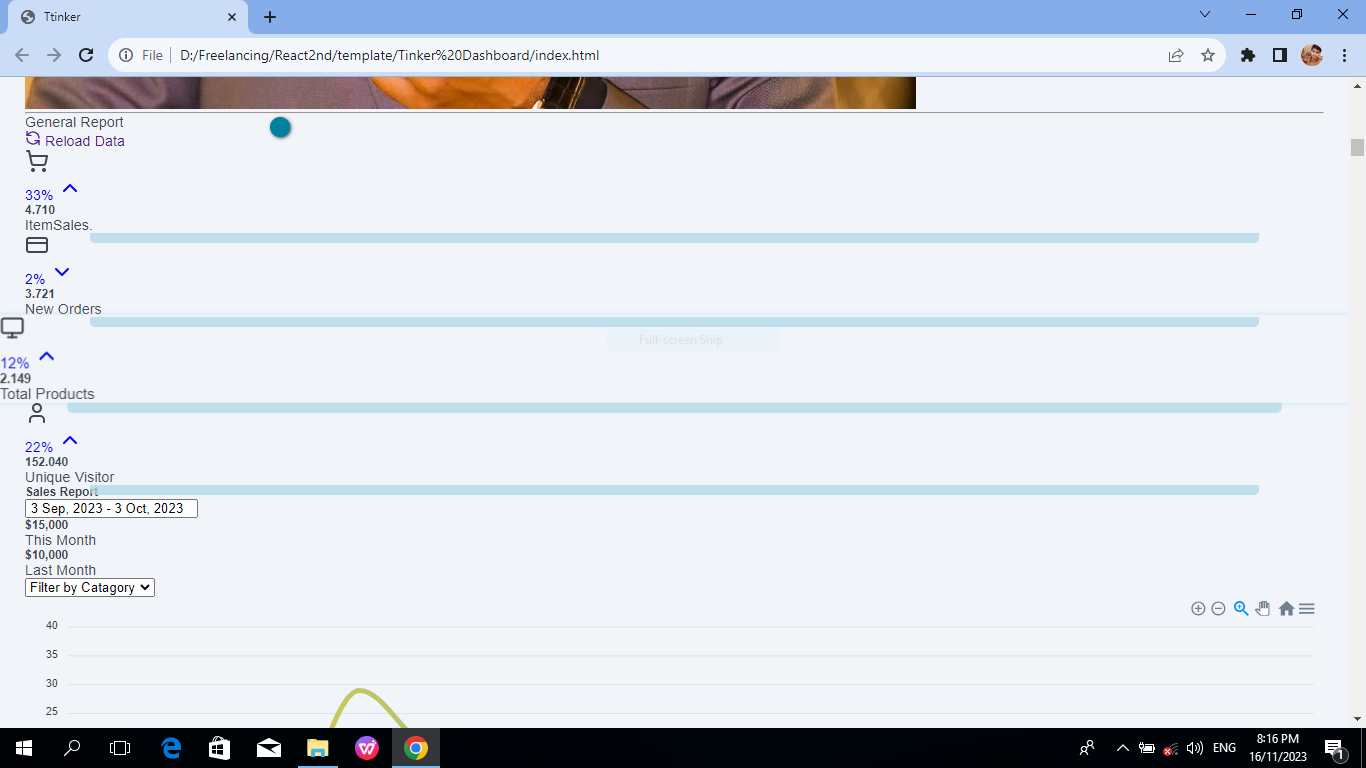 Ttinker
File
D:/Freelancing/React2nd/template/Tinker%20Dashboard/index.html
General Report
Reload Data
33%
4.710
ItemSales.
2%
3.721
New Orders
Full-screen Snip
12%
2.149
Total Products
22%
152.040
Unique Visitor
Sales Report
3 Sep, 2023 - 3 Oct, 2023
$15,000
This Month
$10,000
Last Month
Filter by Catagory
40
35
30
25
ENG
8:16 PM
16/11/2023
1